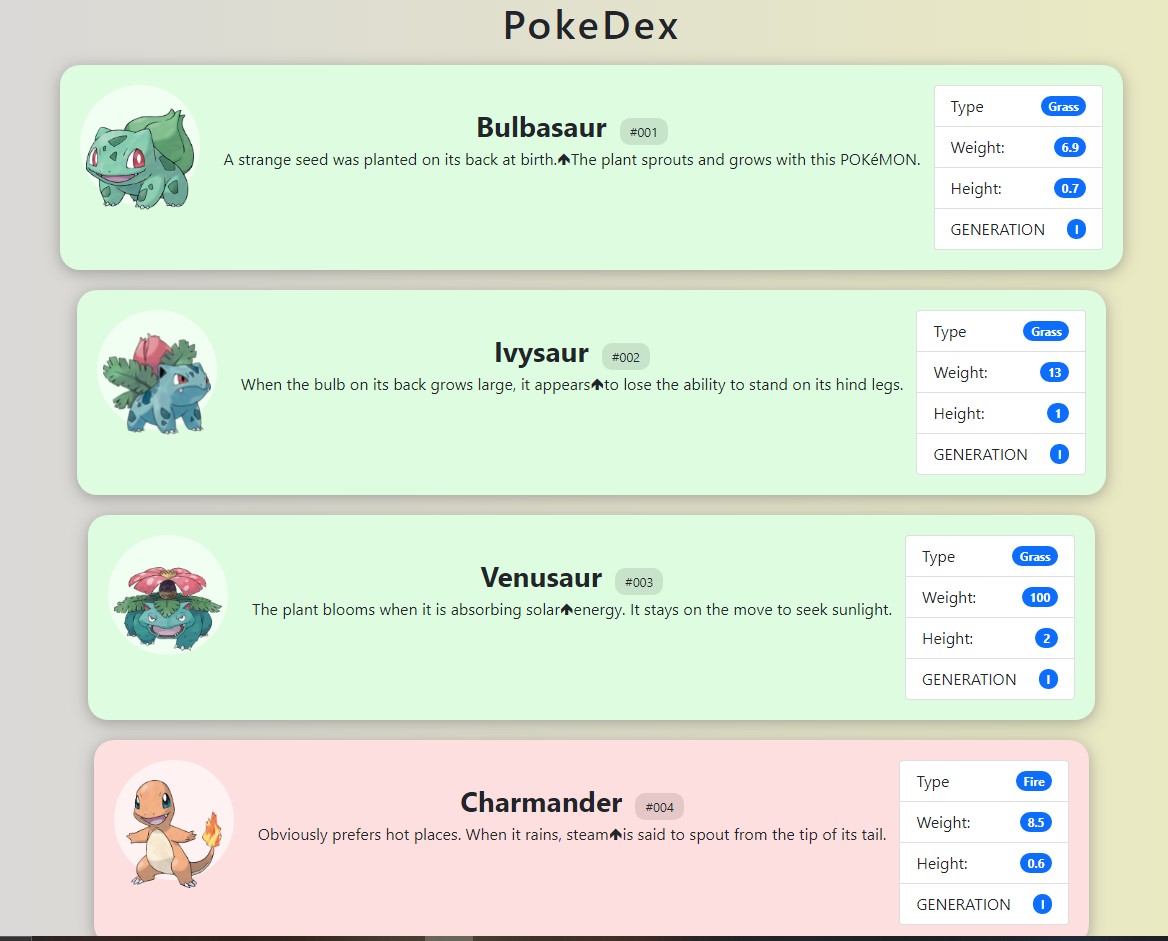 PokeDex
Bulbasaur #001
A strange seed was planted on its back at birth.🡹The plant sprouts and grows with this POKéMON.
Type Grass
Weight: 6.9
Height: 0.7
GENERATION I
Ivysaur #002
When the bulb on its back grows large, it appears🡹to lose the ability to stand on its hind legs.
Type Grass
Weight: 13
Height: 1
GENERATION I
Venusaur #003
The plant blooms when it is absorbing solar🡹energy. It stays on the move to seek sunlight.
Type Grass
Weight: 100
Height: 2
GENERATION I
Charmander #004
Obviously prefers hot places. When it rains, steam🡹is said to spout from the tip of its tail.
Type Fire
Weight: 8.5
Height: 0.6
GENERATION I